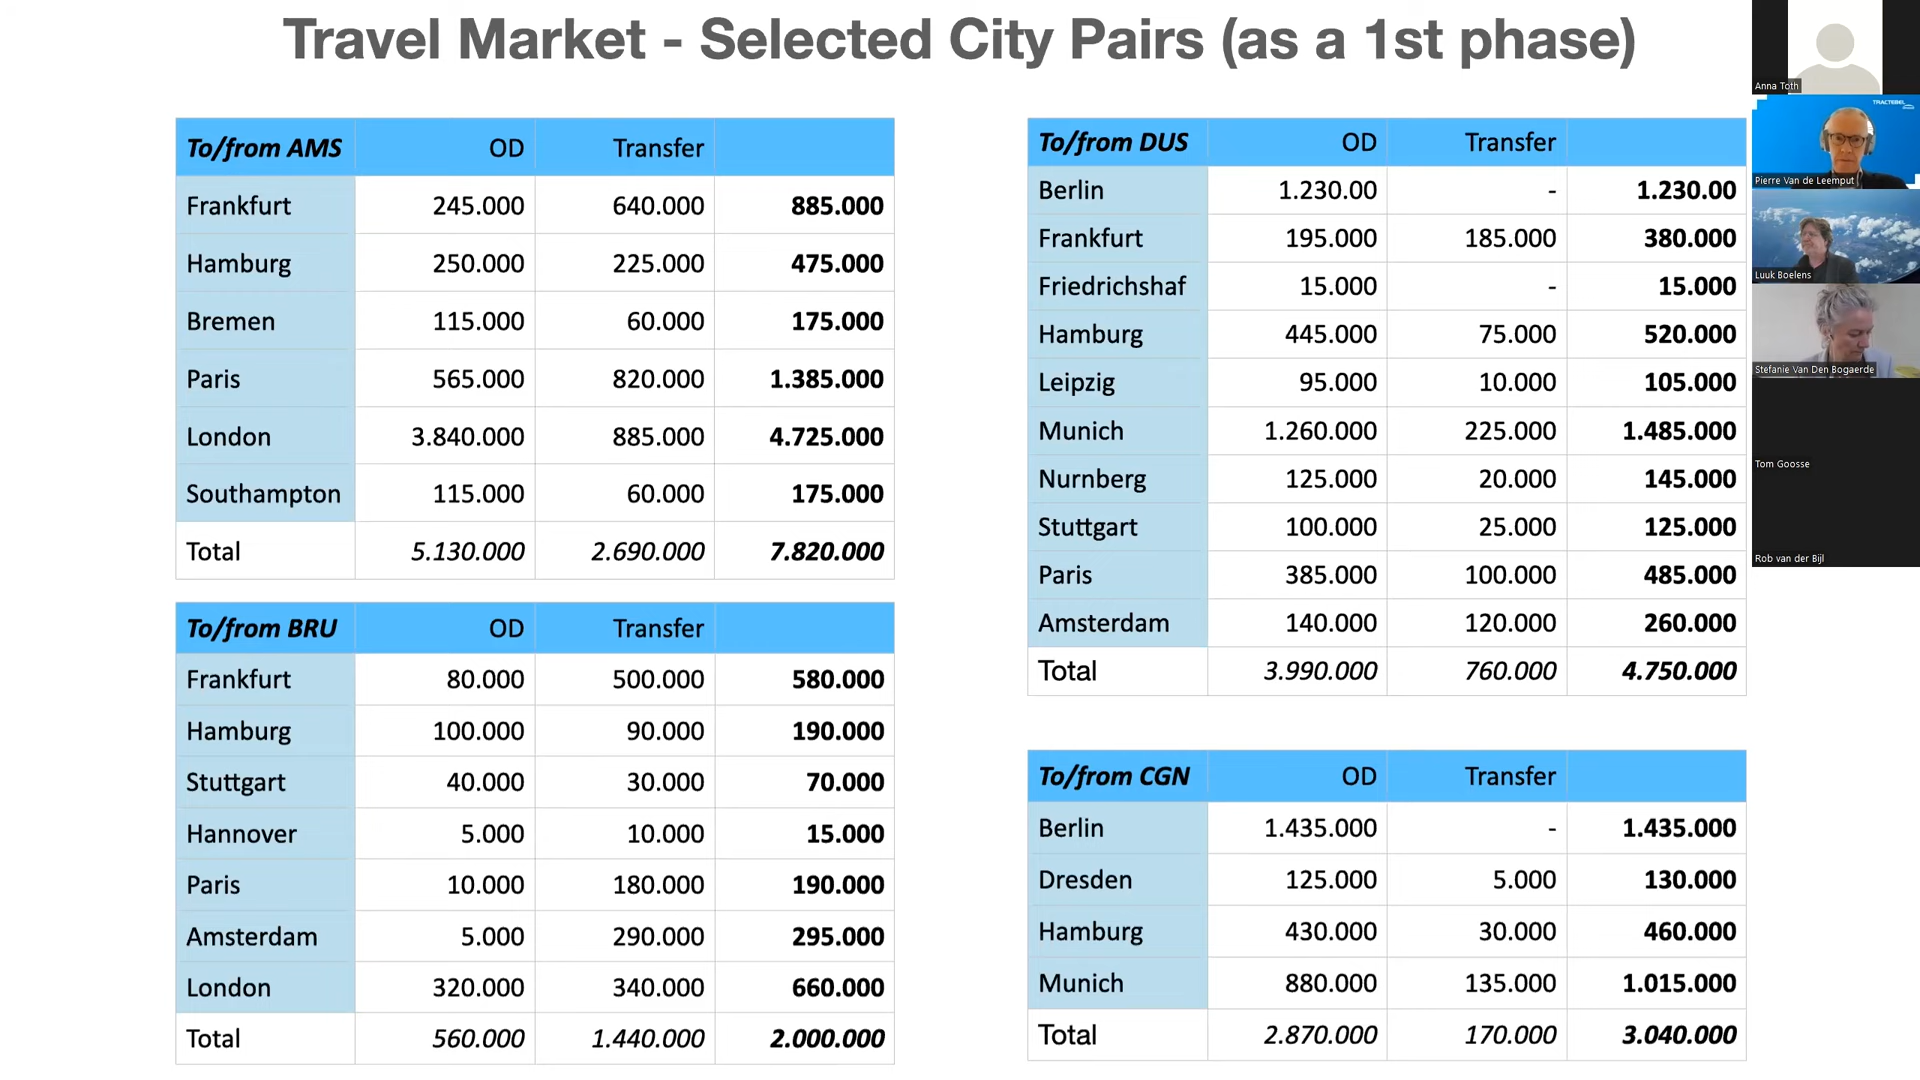 Travel Market - Selected City Pairs (as a 1st phase)
To/from AMS OD Transfer
Frankfurt 245.000 640.000 885.000
Hamburg 250.000 225.000 475.000
Bremen 115.000 60.000 175.000
Paris 565.000 820.000 1.385.000
London 3.840.000 885.000 4.725.000
Southampton 115.000 60.000 175.000
Total 5.130.000 2.690.000 7.820.000
To/from BRU OD Transfer
Frankfurt 80.000 500.000 580.000
Hamburg 100.000 90.000 190.000
Stuttgart 40.000 30.000 70.000
Hannover 5.000 10.000 15.000
Paris 10.000 180.000 190.000
Amsterdam 5.000 290.000 295.000
London 320.000 340.000 660.000
Total 560.000 1.440.000 2.000.000
To/from DUS OD Transfer
Berlin 1.230.00 - 1.230.00
Frankfurt 195.000 185.000 380.000
Friedrichshaf 15.000 - 15.000
Hamburg 445.000 75.000 520.000
Leipzig 95.000 10.000 105.000
Munich 1.260.000 225.000 1.485.000
Nurnberg 125.000 20.000 145.000
Stuttgart 100.000 25.000 125.000
Paris 385.000 100.000 485.000
Amsterdam 140.000 120.000 260.000
Total 3.990.000 760.000 4.750.000
To/from CGN OD Transfer
Berlin 1.435.000 - 1.435.000
Dresden 125.000 5.000 130.000
Hamburg 430.000 30.000 460.000
Munich 880.000 135.000 1.015.000
Total 2.870.000 170.000 3.040.000
Anna Toth
TRACTEBEL
Pierre Van de Leemput
Luuk Boelens
Stefanie Van Den Bogaerde
Tom Goosse
Rob van der Bijl